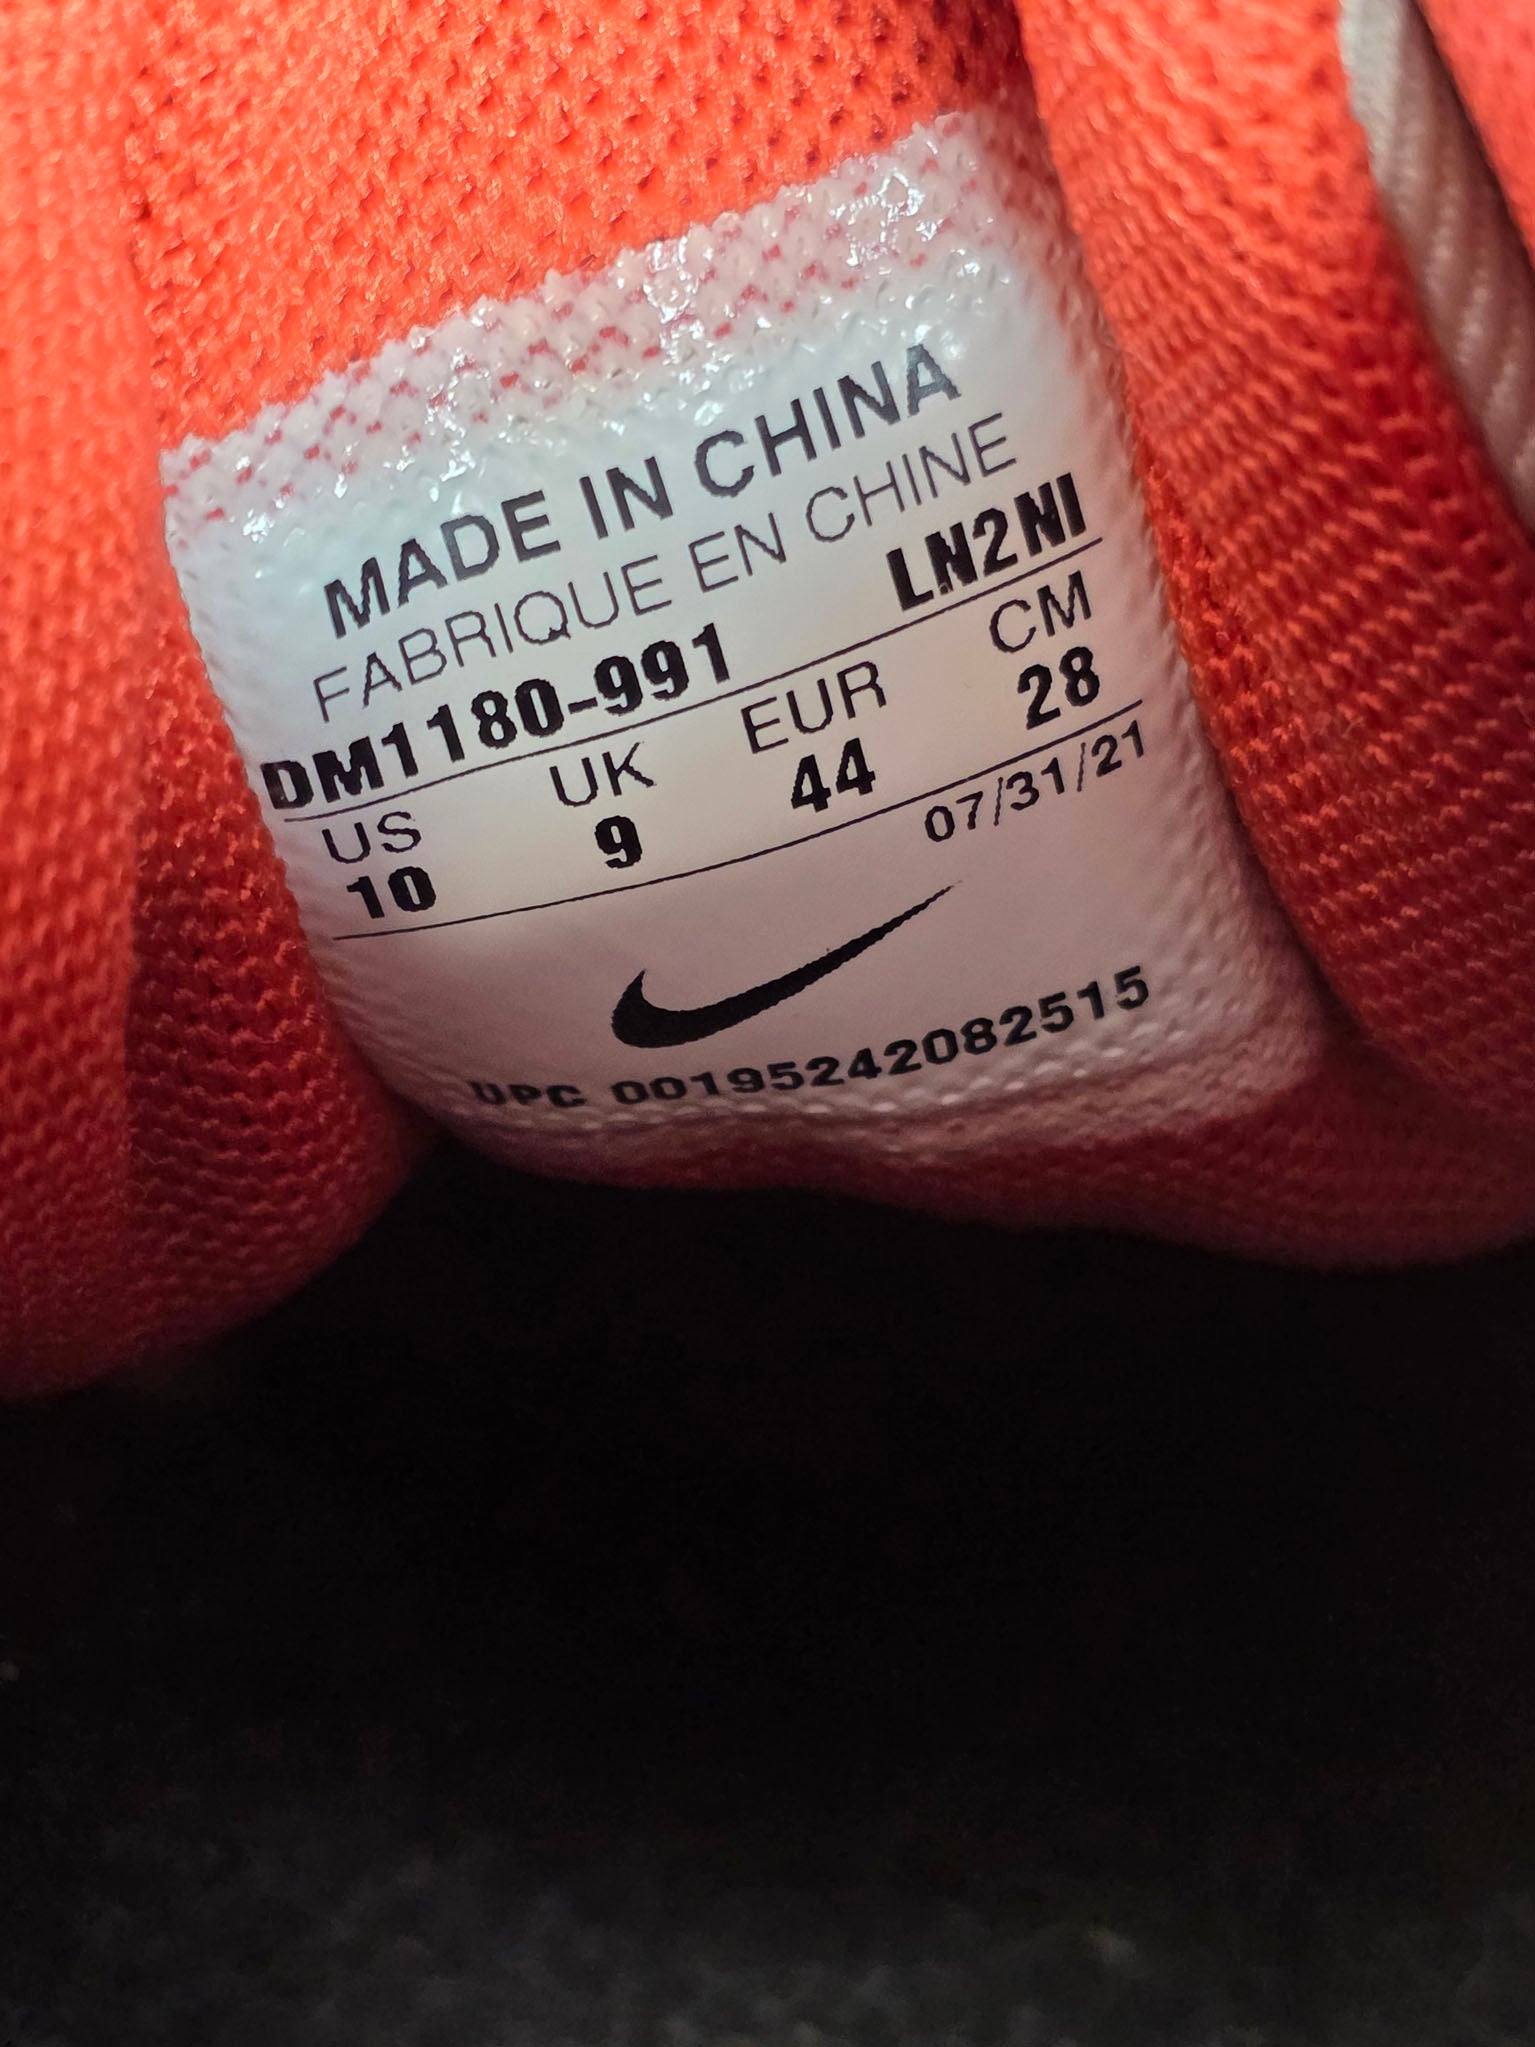 MADE IN CHINA
FABRIQUE EN CHINE
DM1180-991 LN2NI
US UK EUR CM
10 9 44 28
07/31/21
UPC 00195242082515